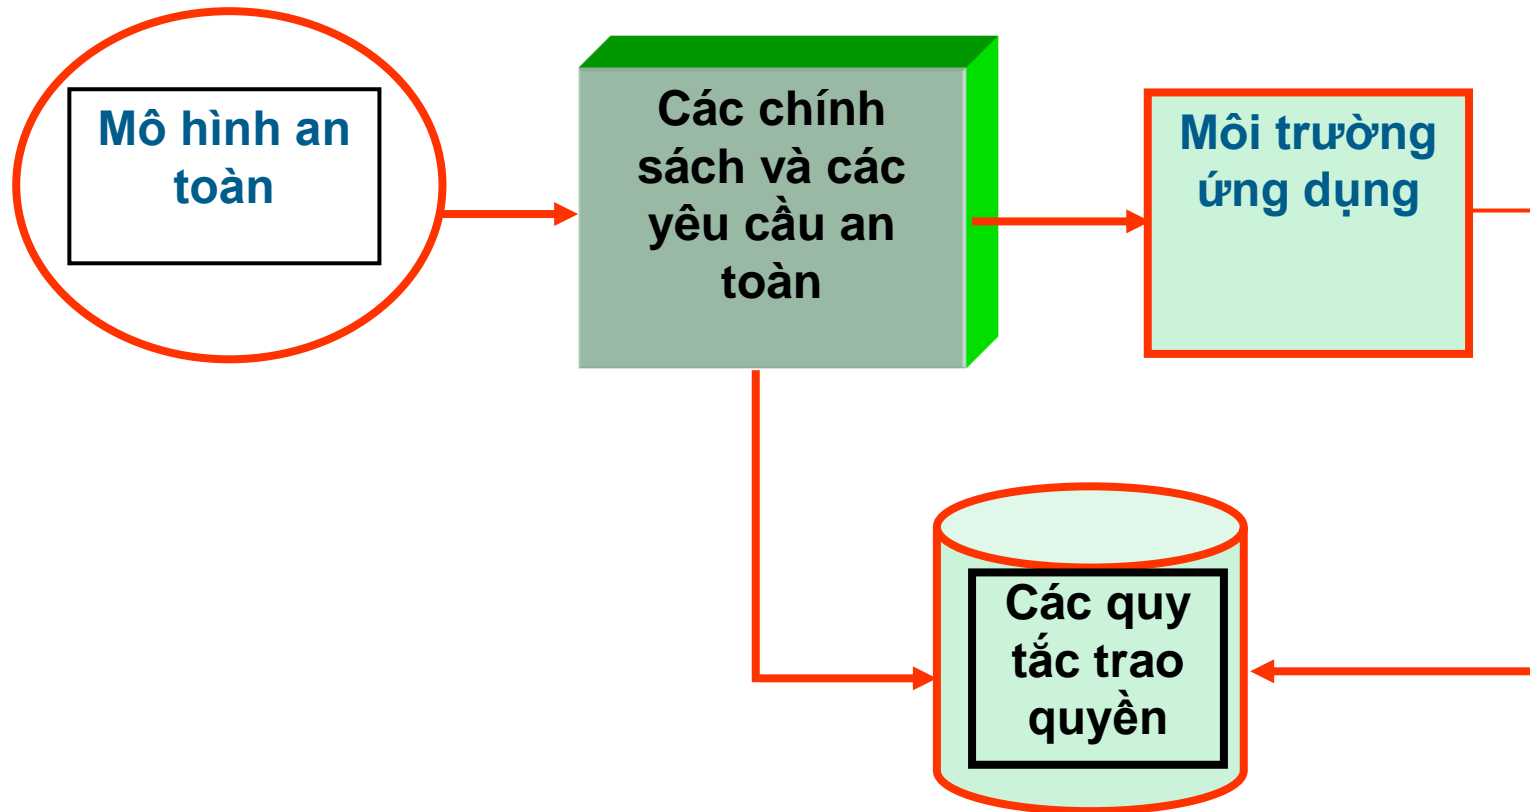 Mô hình an
toàn
Các chính
sách và các
yêu cầu an
toàn
Môi trường
ứng dụng
Các quy
tắc trao
quyền